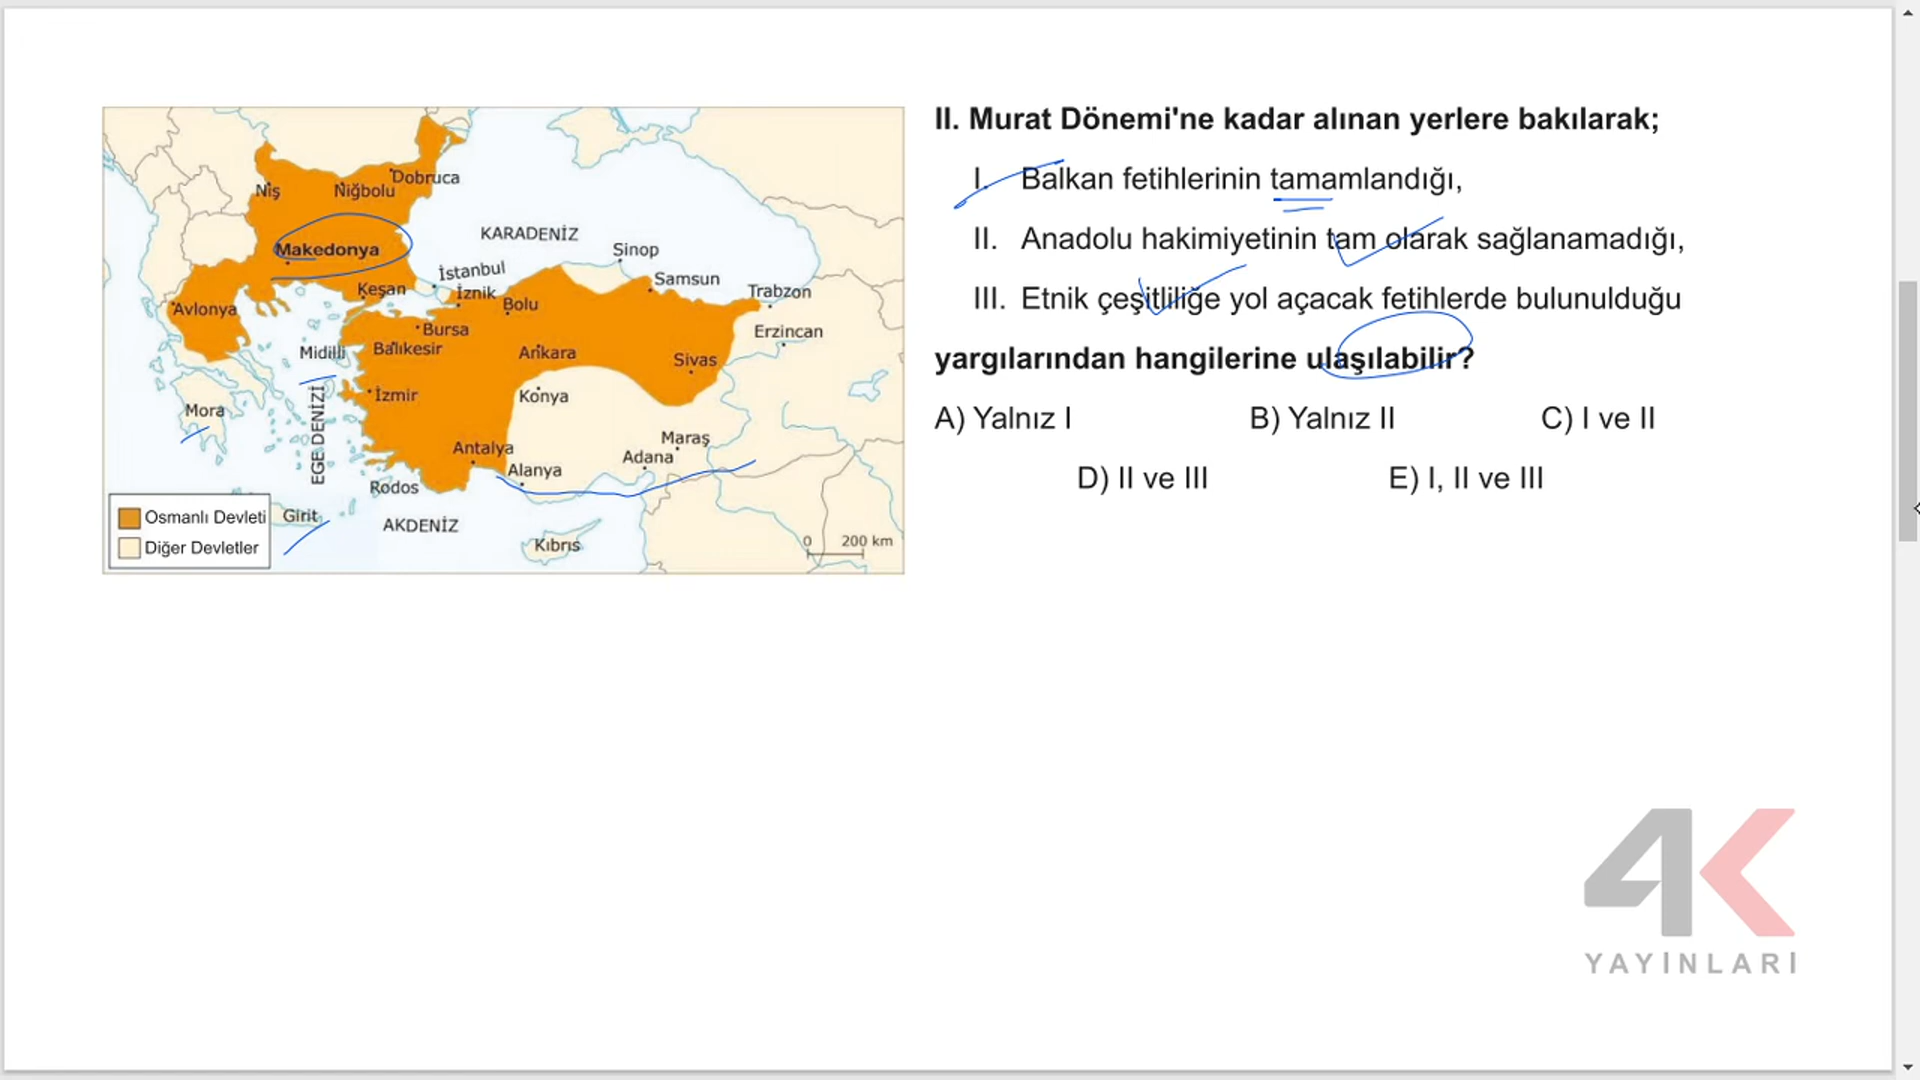 II. Murat Dönemi'ne kadar alınan yerlere bakılarak;
I. Balkan fetihlerinin tamamlandığı,
II. Anadolu hakimiyetinin tam olarak sağlanamadığı,
III. Etnik çeşitliliğe yol açacak fetihlerde bulunulduğu
yargılarından hangilerine ulaşılabilir?
A) Yalnız I
B) Yalnız II
C) I ve II
D) II ve III
E) I, II ve III
Niş
Niğbolu
Dobruca
Makedonya
KARADENİZ
Sinop
İstanbul
Samsun
Keşan
İznik
Bolu
Trabzon
Avlonya
Bursa
Erzincan
Midilli
Balıkesir
Ankara
Sivas
İzmir
Konya
Mora
EGE DENİZİ
Antalya
Maraş
Alanya
Adana
Rodos
Osmanlı Devleti
Girit
AKDENİZ
Diğer Devletler
Kıbrıs
0 200 km
4K
YAYINLARI